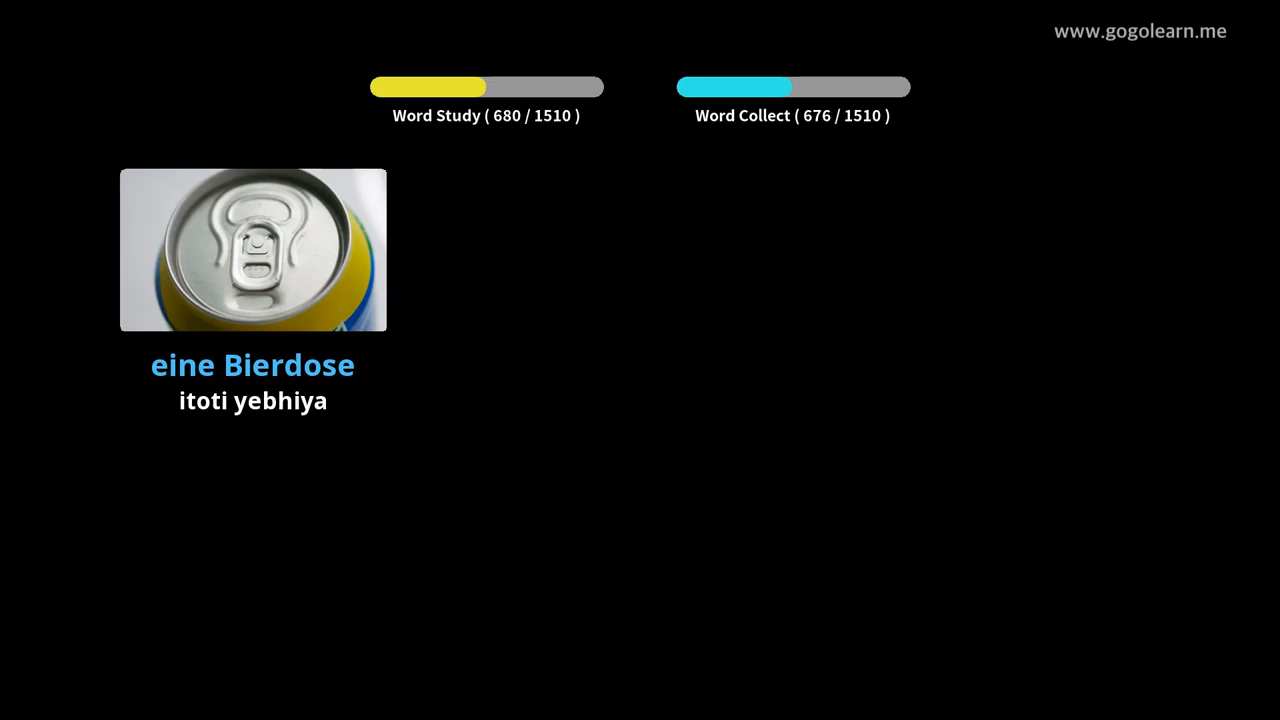 www.gogolearn.me
Word Study ( 680 / 1510 )
Word Collect ( 676 / 1510 )
eine Bierdose
itoti yebhiya